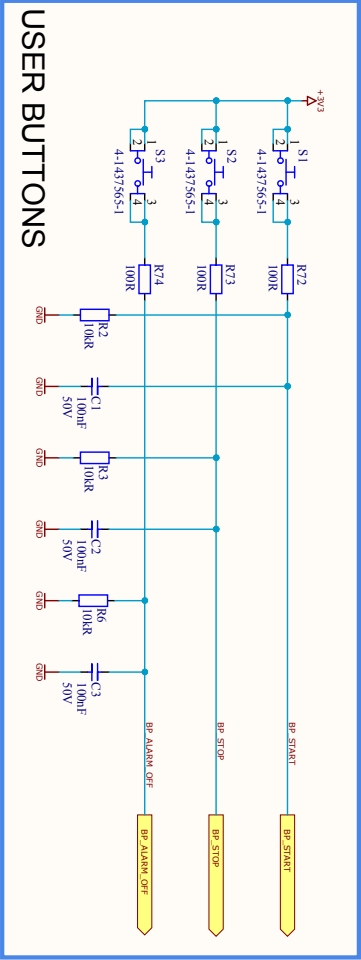 USER BUTTONS
+3V3
S1
1
2
3
4
4-1437565-1
R72
100R
S2
1
2
3
4
4-1437565-1
R73
100R
S3
1
2
3
4
4-1437565-1
R74
100R
R2
10kR
GND
C1
100nF
50V
GND
R3
10kR
GND
C2
100nF
50V
GND
R6
10kR
GND
C3
100nF
50V
GND
BP_START
BP_START
BP_STOP
BP_STOP
BP_ALARM_OFF
BP_ALARM_OFF